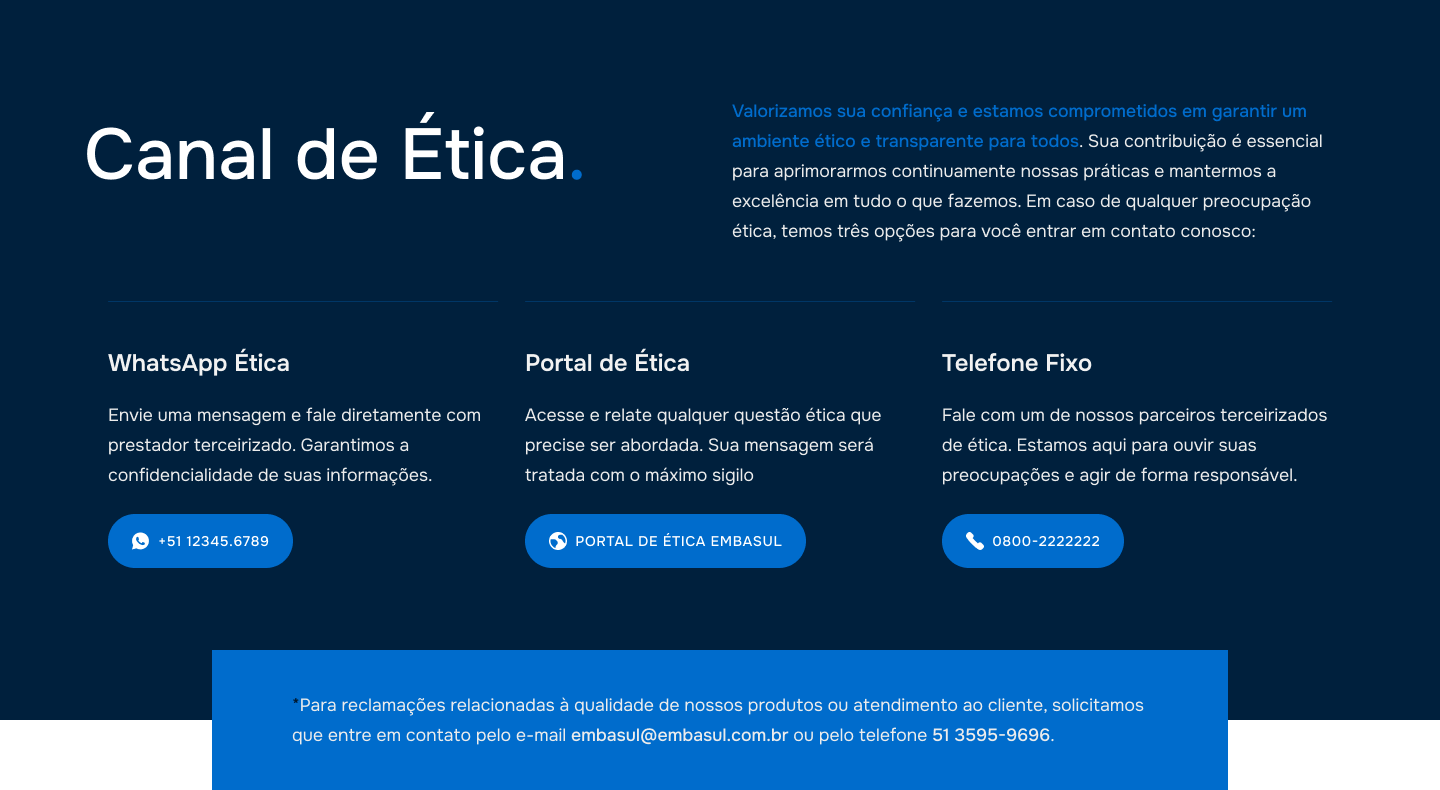 Canal de Ética.
Valorizamos sua confiança e estamos comprometidos em garantir um
ambiente ético e transparente para todos. Sua contribuição é essencial
para aprimorarmos continuamente nossas práticas e mantermos a
excelência em tudo o que fazemos. Em caso de qualquer preocupação
ética, temos três opções para você entrar em contato conosco:
WhatsApp Ética
Envie uma mensagem e fale diretamente com
prestador terceirizado. Garantimos a
confidencialidade de suas informações.
+51 12345.6789
Portal de Ética
Acesse e relate qualquer questão ética que
precise ser abordada. Sua mensagem será
tratada com o máximo sigilo
PORTAL DE ÉTICA EMBASUL
Telefone Fixo
Fale com um de nossos parceiros terceirizados
de ética. Estamos aqui para ouvir suas
preocupações e agir de forma responsável.
0800-2222222
*Para reclamações relacionadas à qualidade de nossos produtos ou atendimento ao cliente, solicitamos
que entre em contato pelo e-mail embasul@embasul.com.br ou pelo telefone 51 3595-9696.